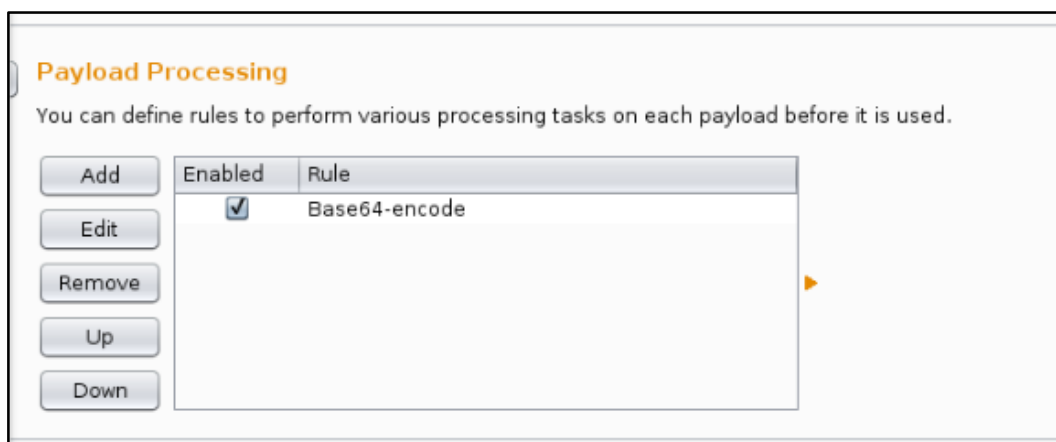 Payload Processing
You can define rules to perform various processing tasks on each payload before it is used.
Add
Enabled Rule
Base64-encode
Edit
Remove
Up
Down